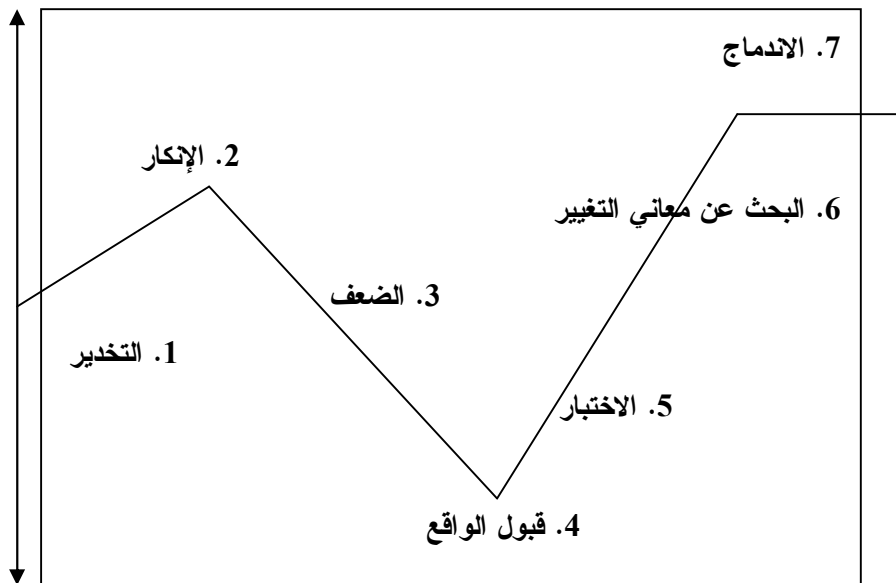 7. الاندماج
2. الإنكار
6. البحث عن معاني التغيير
3. الضعف
1. التخدير
5. الاختبار
4. قبول الواقع